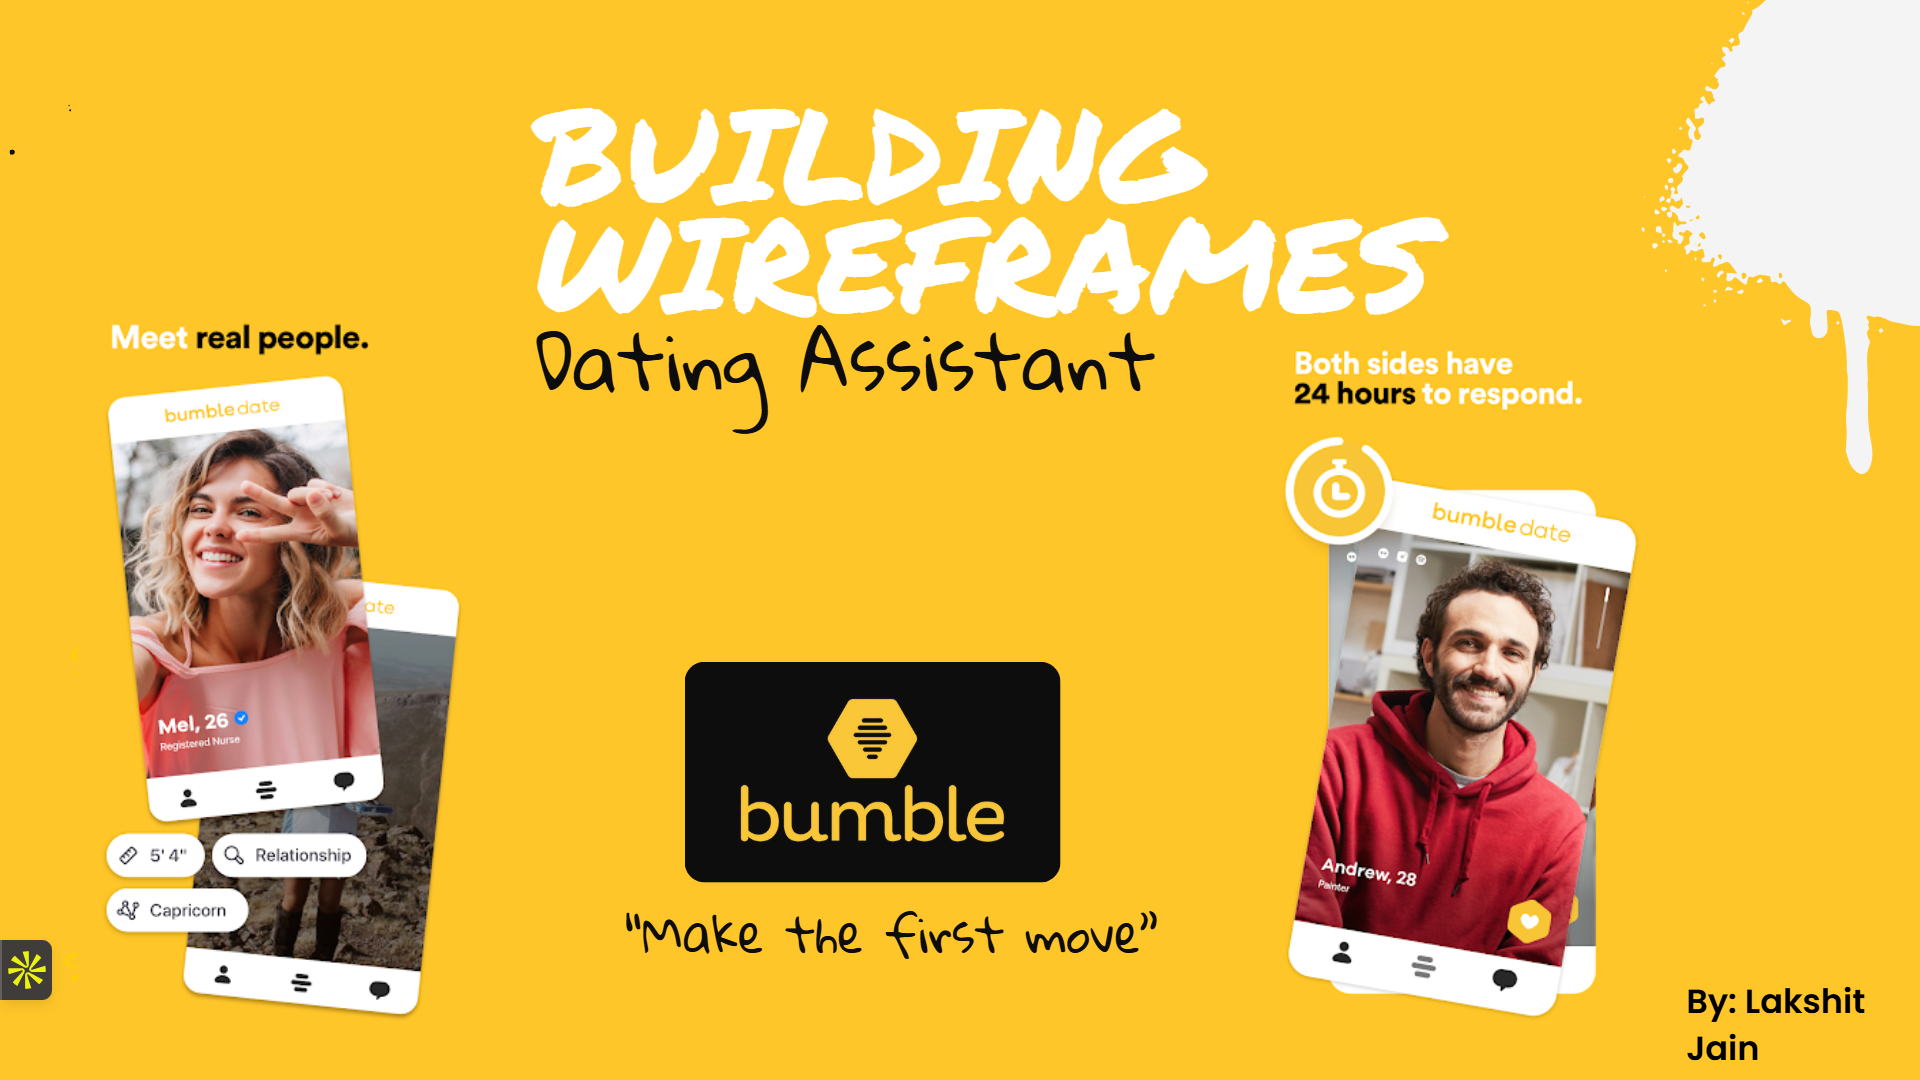 BUILDING
WIREFRAMES
Dating Assistant
Meet real people.
bumble date
Mel, 26
Registered Nurse
ate
5' 4"
Relationship
Capricorn
bumble
"Make the first move"
Both sides have
24 hours to respond.
bumble date
Andrew, 28
Painter
By: Lakshit
Jain